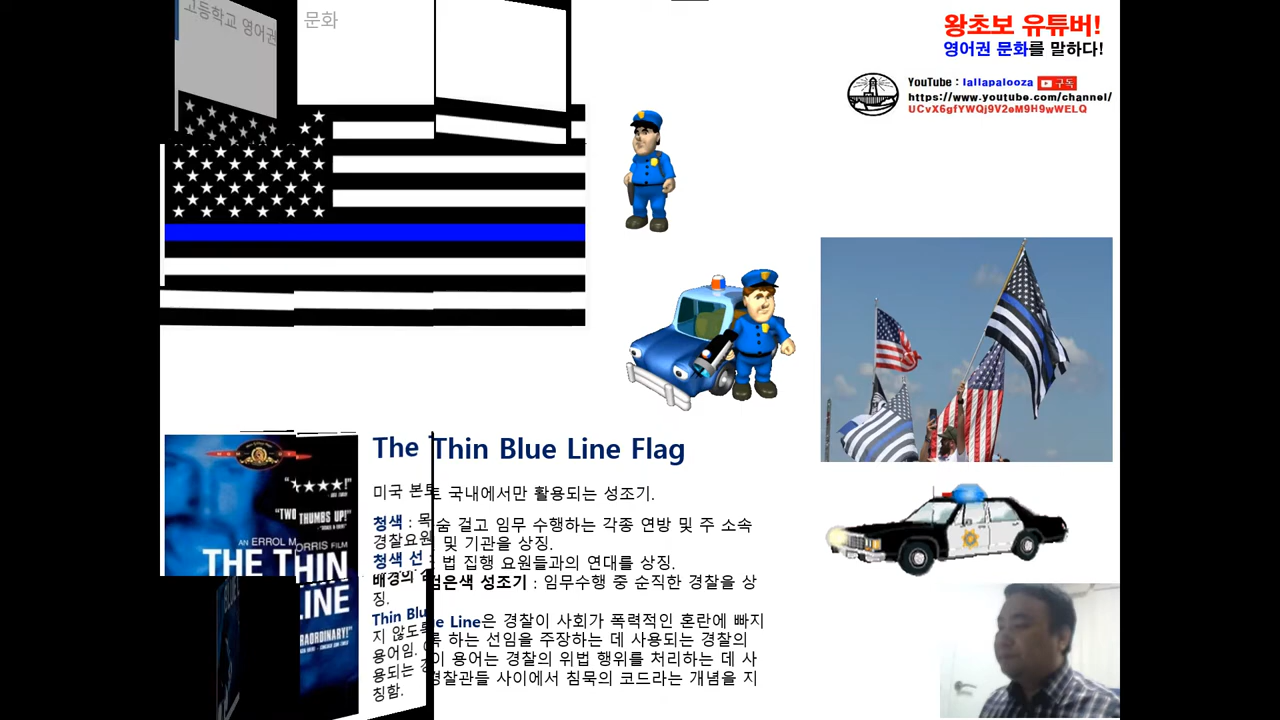 고등학교 영어권 문화
왕초보 유튜버!
영어권 문화를 말하다!
YouTube : lallapalooza 구독
https://www.youtube.com/channel/
UCvX6gfYWQj9V2eM9H9wWELQ
"★★★★!"
"TWO THUMBS UP!"
AN ERROL MORRIS FILM
THE THIN
LINE
The Thin Blue Line Flag
미국 본토 국내에서만 활용되는 성조기.
청색 : 목숨 걸고 임무 수행하는 각종 연방 및 주 소속
경찰요원 및 기관을 상징.
청색 선 : 법 집행 요원들과의 연대를 상징.
배경의 검은색 성조기 : 임무수행 중 순직한 경찰을 상
징.
Thin Blue Line은 경찰이 사회가 폭력적인 혼란에 빠지
지 않도록 하는 선임을 주장하는 데 사용되는 경찰의
용어임. 이 용어는 경찰의 위법 행위를 처리하는 데 사
용되는 경찰관들 사이에서 침묵의 코드라는 개념을 지
칭함.